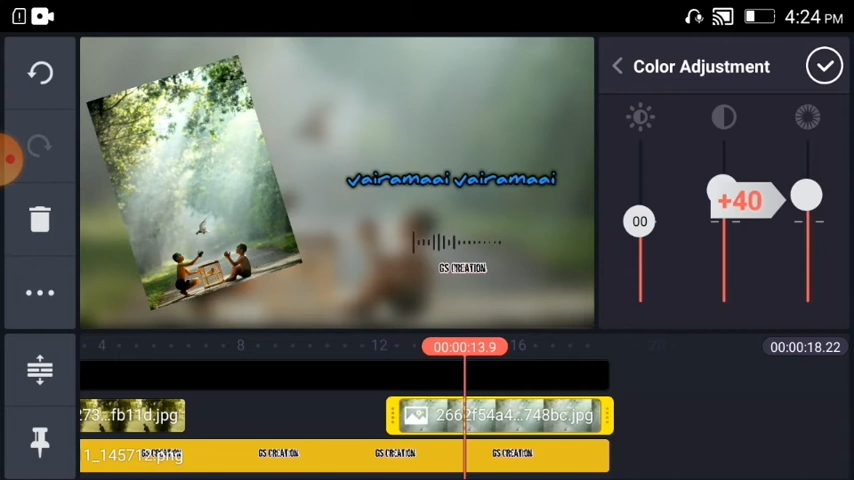 4:24 PM
Color Adjustment
vairamaai vairamaai
GS CREATION
00
+40
4
8
12
00:00:13.9
16
20
00:00:18.22
273...fb11d.jpg
2662f54a4...748bc.jpg
1_145712.png
GS CREATION
GS CREATION
GS CREATION
GS CREATION